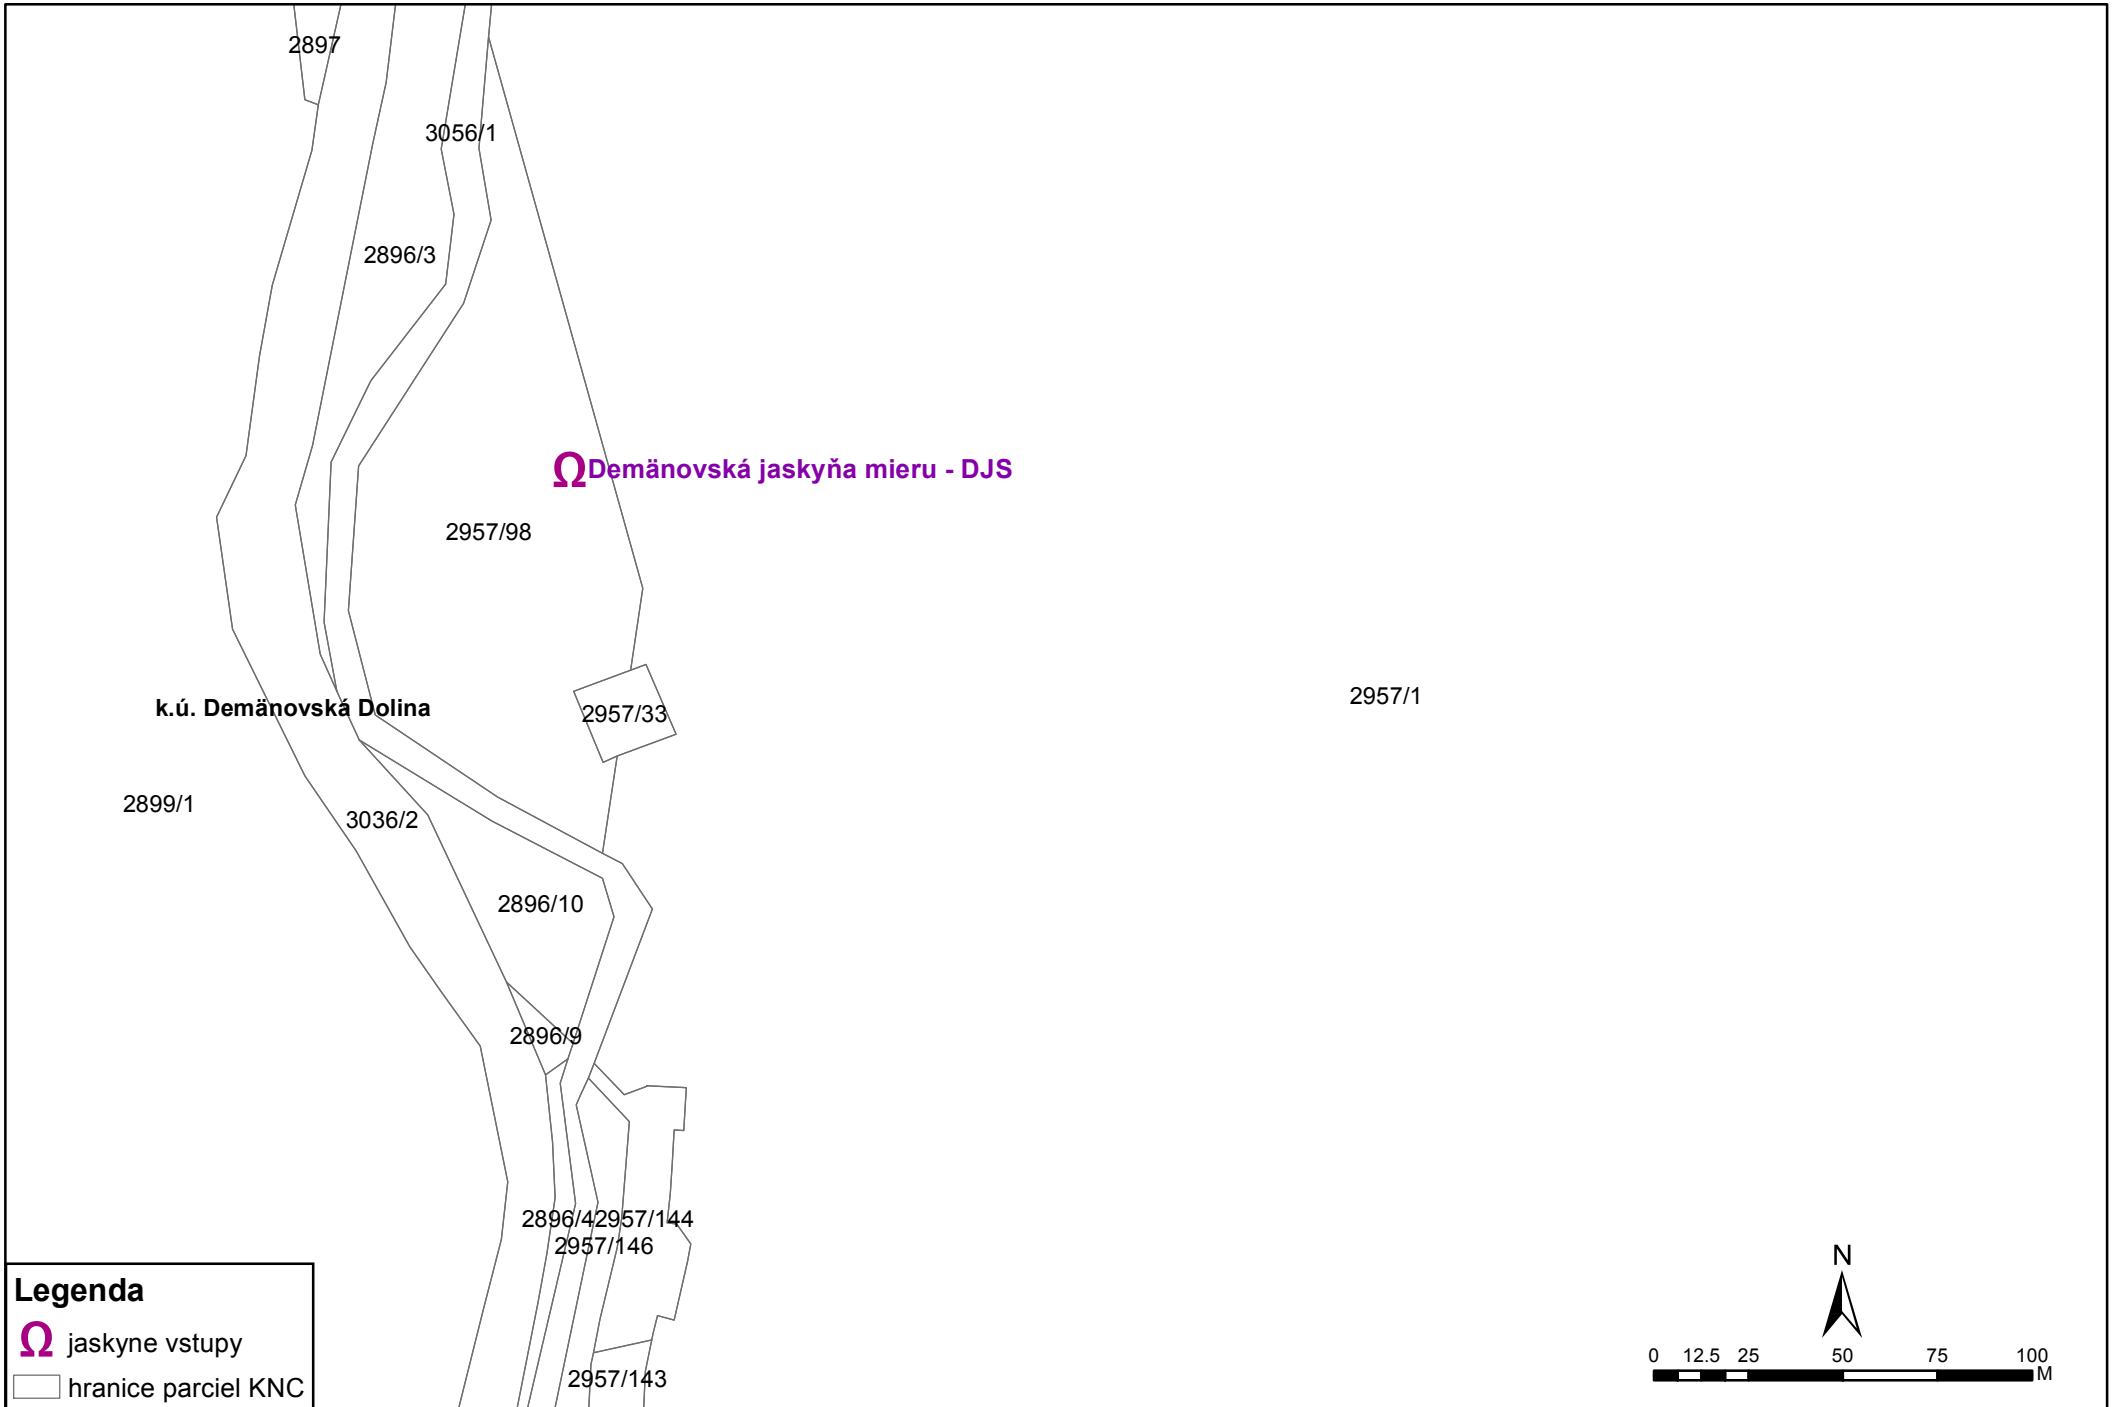 2897
3056/1
2896/3
Ω Demänovská jaskyňa mieru - DJS
2957/98
2957/1
k.ú. Demänovská Dolina
2957/33
2899/1
3036/2
2896/10
2896/9
2896/4
2957/144
2957/146
2957/143
Legenda
Ω jaskyne vstupy
hranice parciel KNC
N
0 12.5 25 50 75 100
M